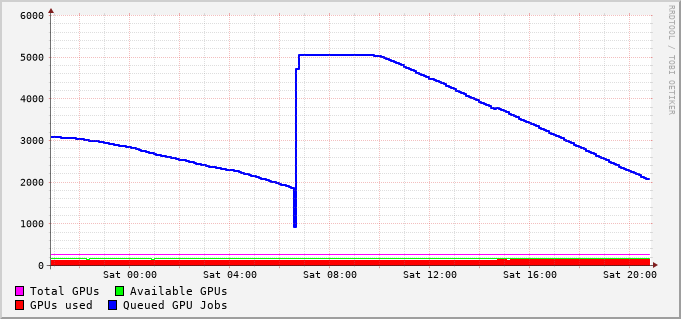 6000
5000
4000
3000
2000
1000
0
Sat 00:00 Sat 04:00 Sat 08:00 Sat 12:00 Sat 16:00 Sat 20:00
Total GPUs Available GPUs
GPUs used Queued GPU Jobs
RRDTOOL / TOBI OETIKER